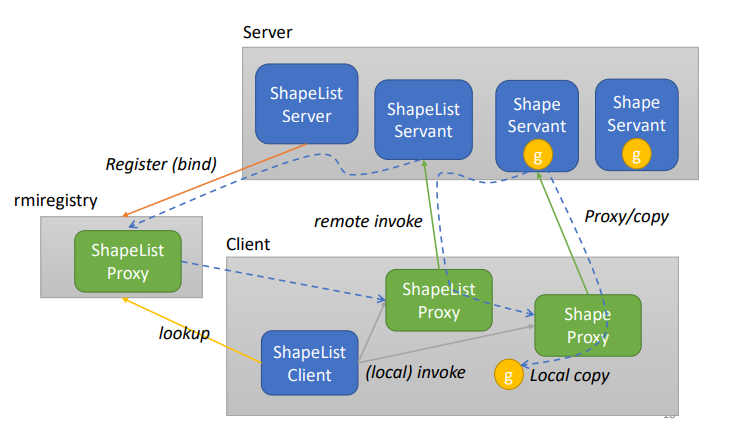 Server
ShapeList
Server
ShapeList
Servant
Shape
Servant
g
Shape
Servant
g
Register (bind)
rmiregistry
ShapeList
Proxy
remote invoke
Proxy/copy
Client
ShapeList
Proxy
Shape
Proxy
lookup
ShapeList
Client
(local) invoke
g
Local copy